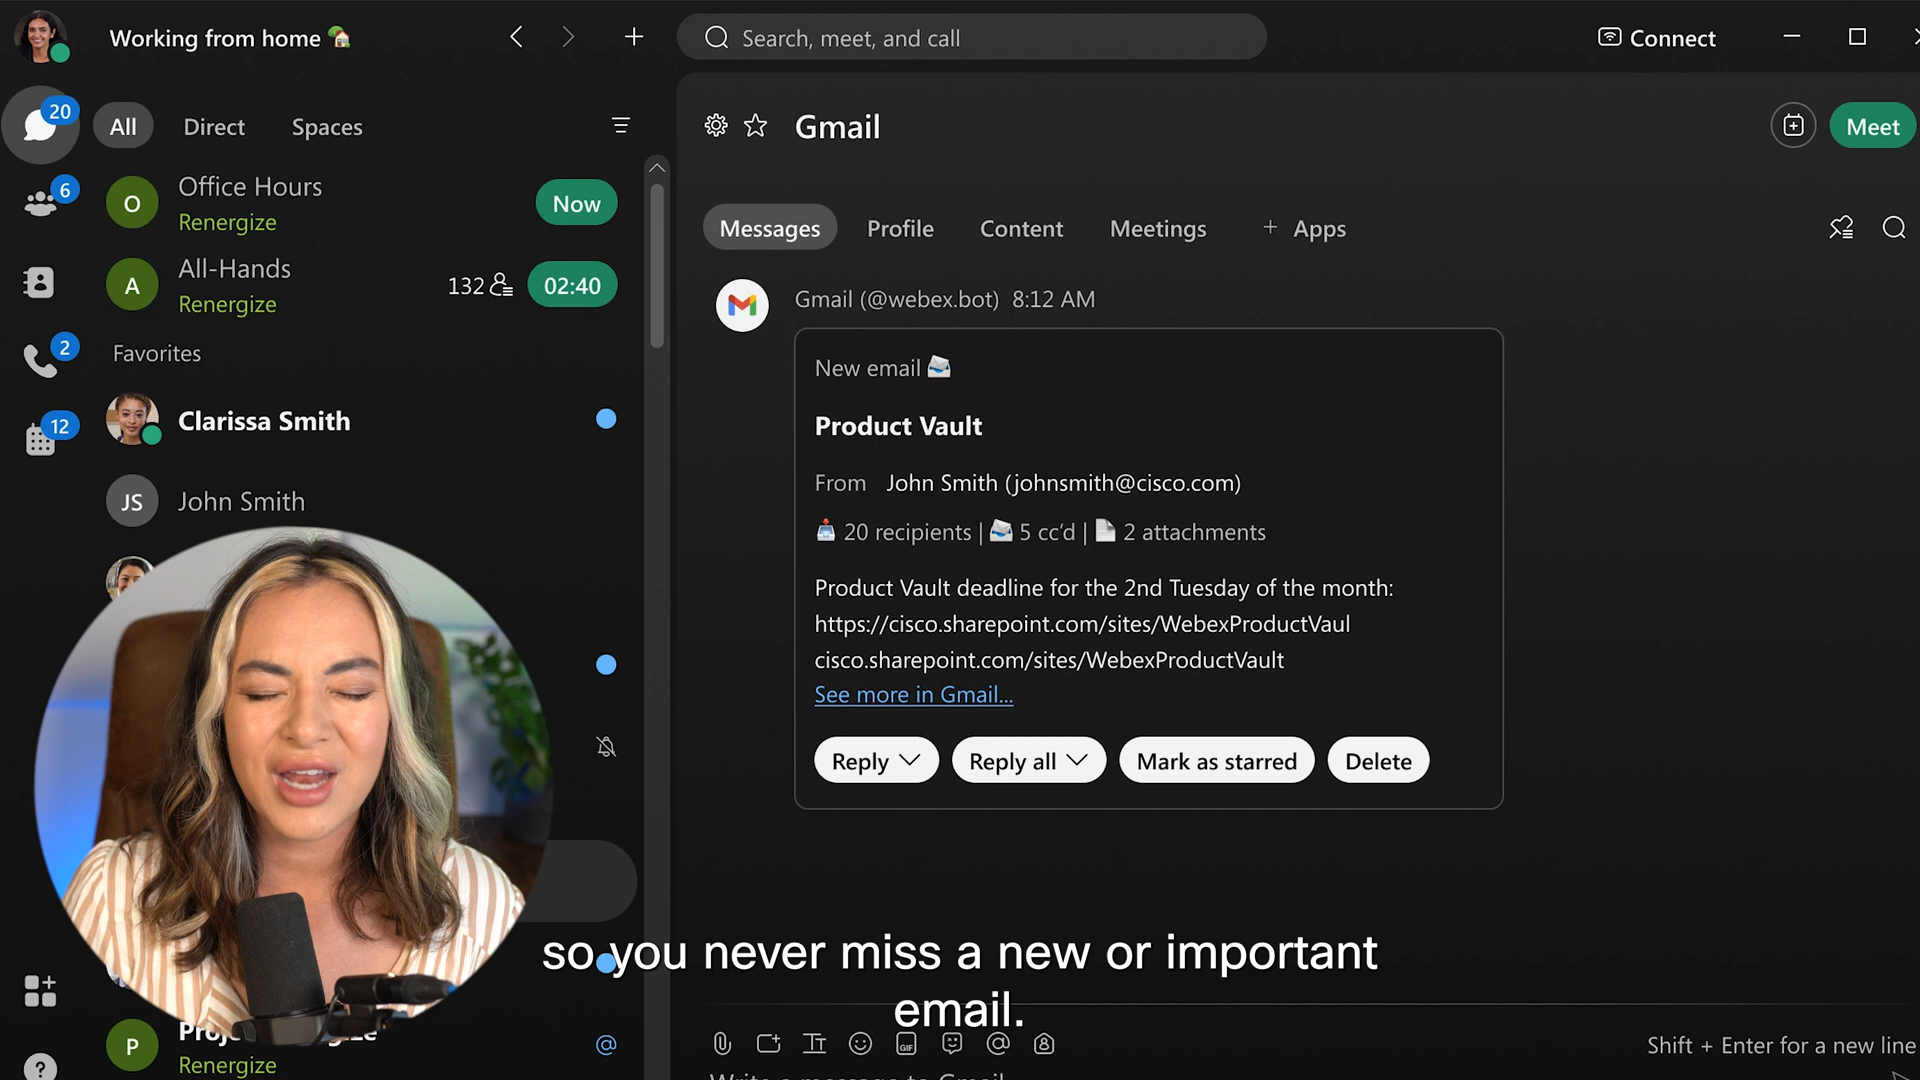 Working from home
Search, meet, and call
Connect
20
All
Direct
Spaces
Gmail
Meet
6
O
Office Hours
Renergize
Now
Messages
Profile
Content
Meetings
+ Apps
A
All-Hands
Renergize
132
02:40
Gmail (@webex.bot) 8:12 AM
2
Favorites
New email
12
Clarissa Smith
Product Vault
JS
John Smith
From John Smith (johnsmith@cisco.com)
20 recipients | 5 cc'd | 2 attachments
Product Vault deadline for the 2nd Tuesday of the month:
https://cisco.sharepoint.com/sites/WebexProductVaul
cisco.sharepoint.com/sites/WebexProductVault
See more in Gmail...
Reply
Reply all
Mark as starred
Delete
so you never miss a new or important
email.
P
Renergize
@
GIF
@
Shift + Enter for a new line
Write a message to Gmail
?